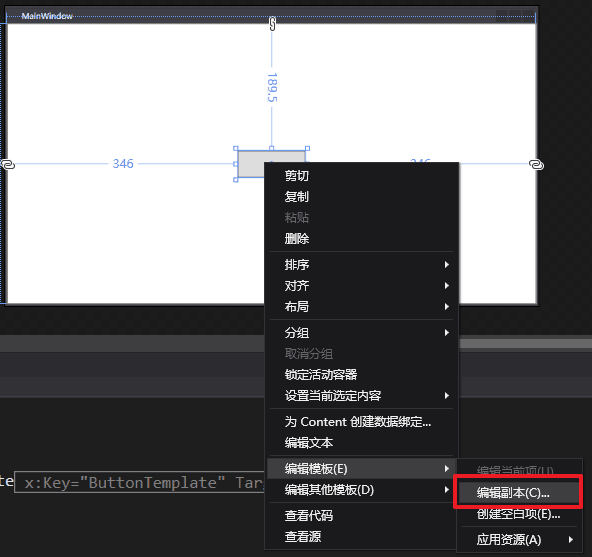 MainWindow
189.5
346
346
剪切
复制
粘贴
删除
排序
对齐
布局
分组
取消分组
锁定活动容器
设置当前选定内容
为 Content 创建数据绑定...
编辑文本
编辑模板(E)
编辑当前项(U)
编辑其他模板(D)
编辑副本(C)...
te x:Key="ButtonTemplate" Targ
查看代码
创建空白项(E)...
查看源
应用资源(A)